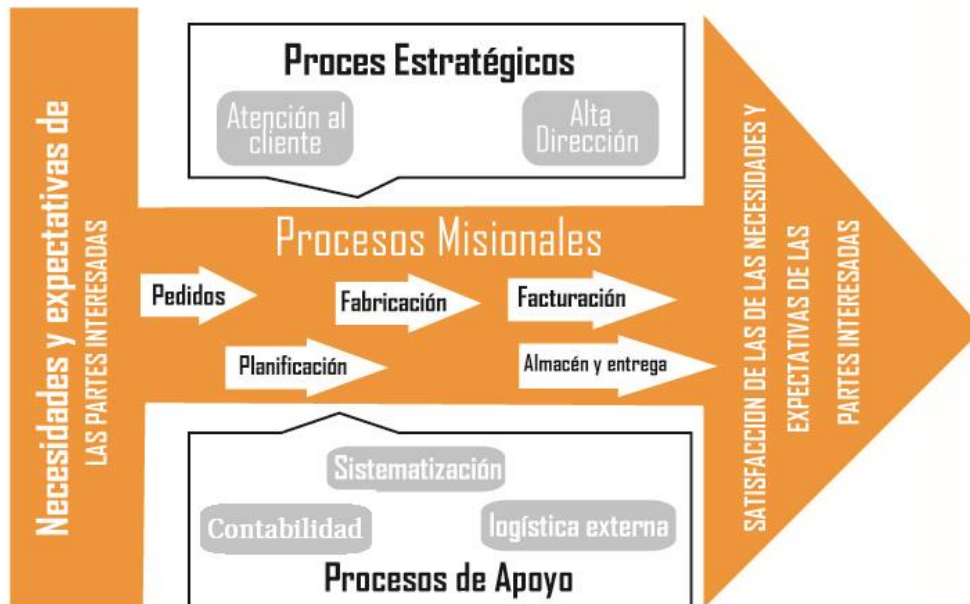 Necesidades y expectativas de
LAS PARTES INTERESADAS
Proces Estratégicos
Atención al
cliente
Alta
Dirección
Procesos Misionales
Pedidos
Fabricación
Facturación
Planificación
Almacén y entrega
Sistematización
Contabilidad
logística externa
Procesos de Apoyo
SATISFACCION DE LAS DE LAS NECESIDADES Y
EXPECTATIVAS DE LAS
PARTES INTERESADAS